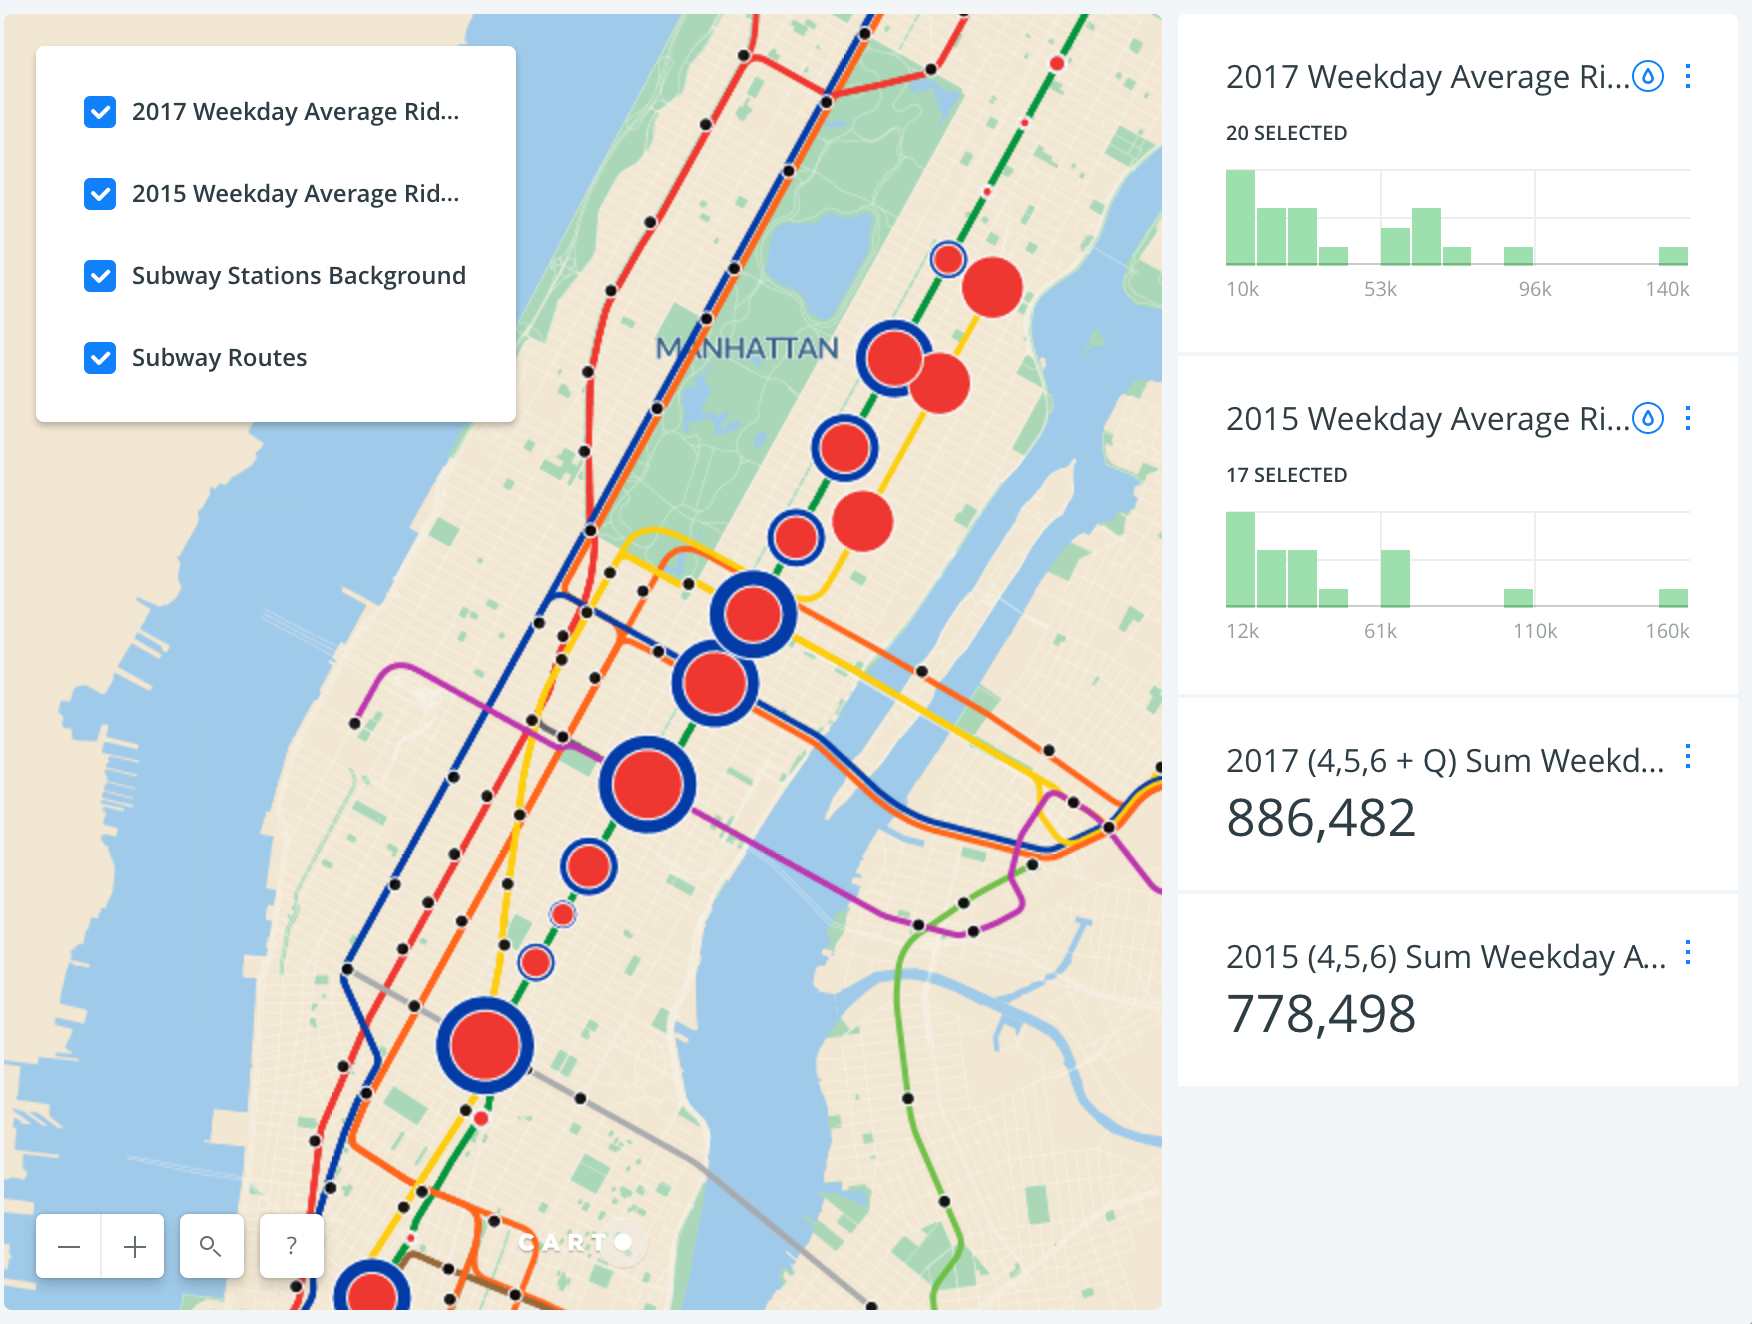 2017 Weekday Average Rid...
2015 Weekday Average Rid...
Subway Stations Background
Subway Routes
MANHATTAN
?
CARTO
2017 Weekday Average Ri...
20 SELECTED
10k 53k 96k 140k
2015 Weekday Average Ri...
17 SELECTED
12k 61k 110k 160k
2017 (4,5,6 + Q) Sum Weekd...
886,482
2015 (4,5,6) Sum Weekday A...
778,498